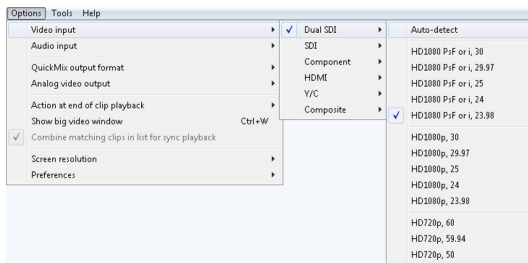 Options Tools Help
Video input
Audio input
QuickMix output format
Analog video output
Action at end of clip playback
Show big video window Ctrl+W
Combine matching clips in list for sync playback
Screen resolution
Preferences
Dual SDI
SDI
Component
HDMI
Y/C
Composite
Auto-detect
HD1080 PsF or i, 30
HD1080 PsF or i, 29.97
HD1080 PsF or i, 25
HD1080 PsF or i, 24
HD1080 PsF or i, 23.98
HD1080p, 30
HD1080p, 29.97
HD1080p, 25
HD1080p, 24
HD1080p, 23.98
HD720p, 60
HD720p, 59.94
HD720p, 50